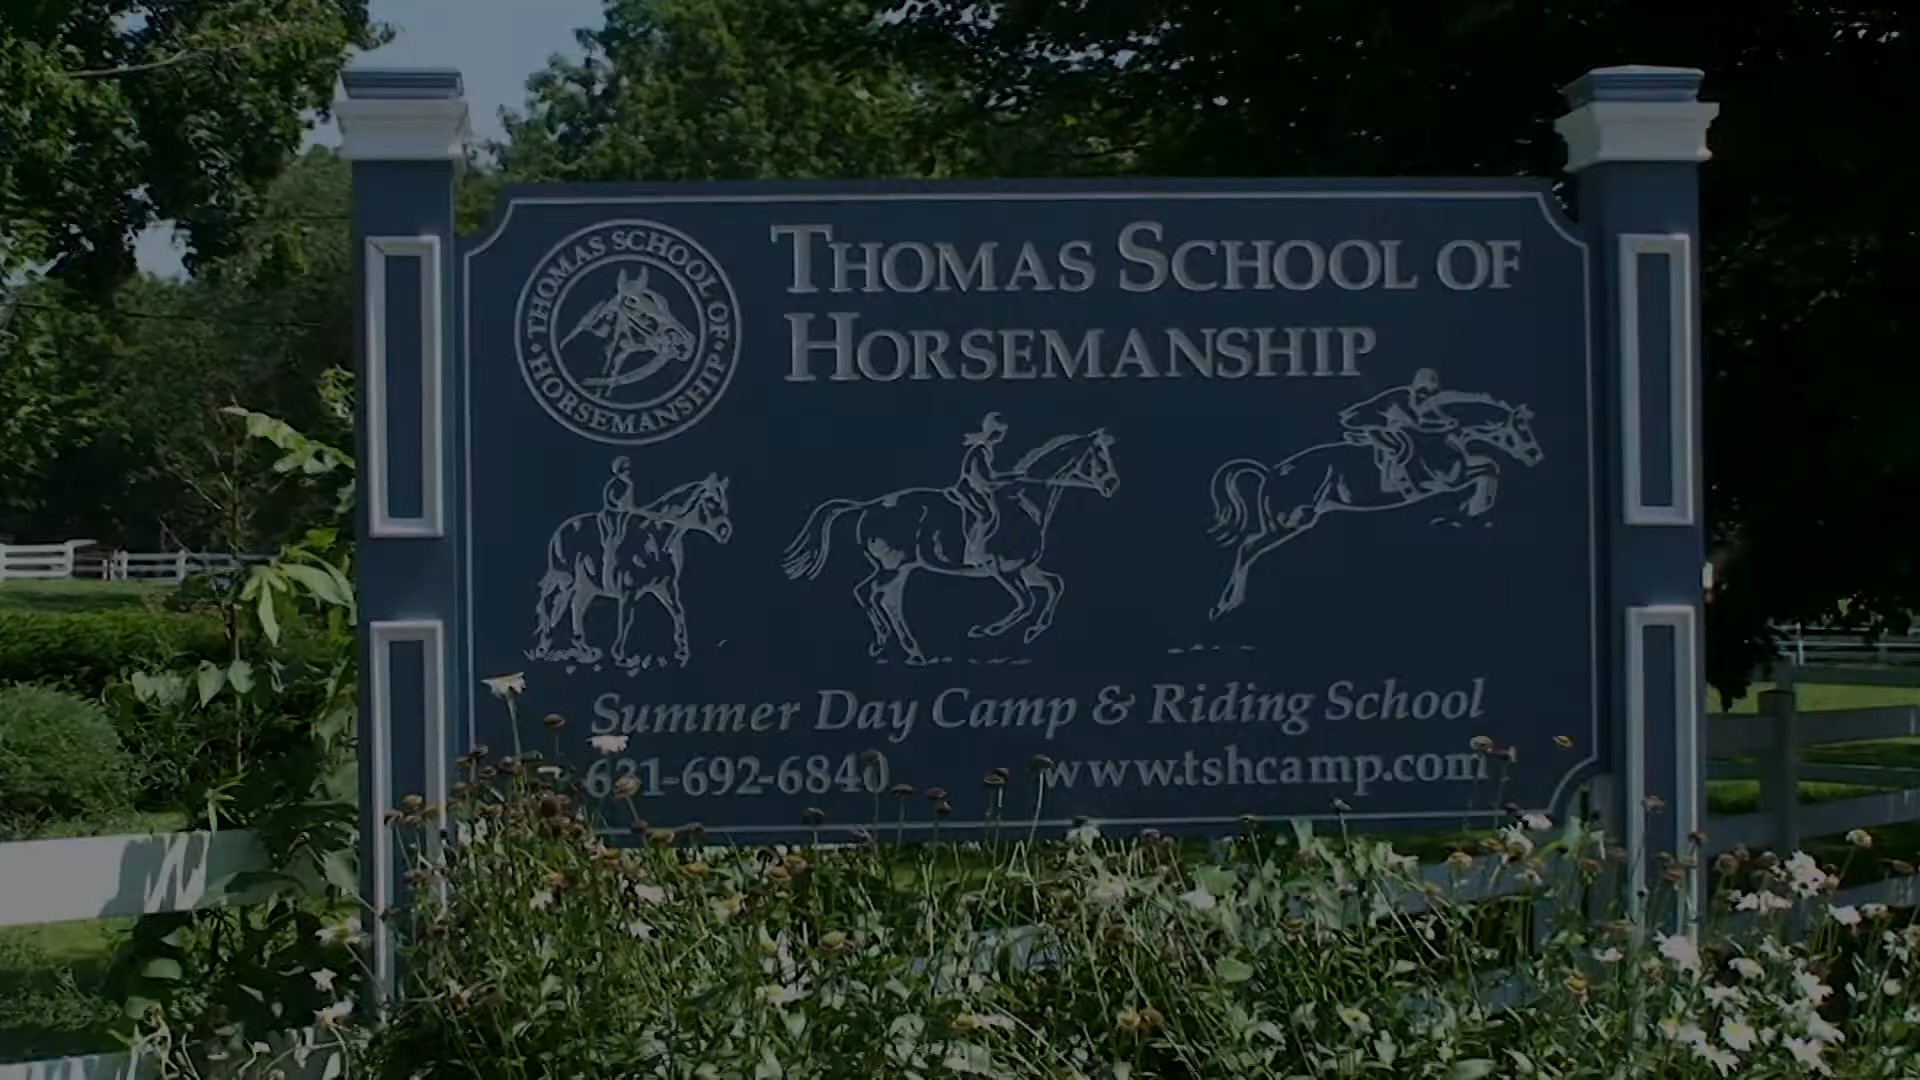 THOMAS SCHOOL OF
• HORSEMANSHIP •
THOMAS SCHOOL OF
HORSEMANSHIP
Summer Day Camp & Riding School
631-692-6840 www.tshcamp.com